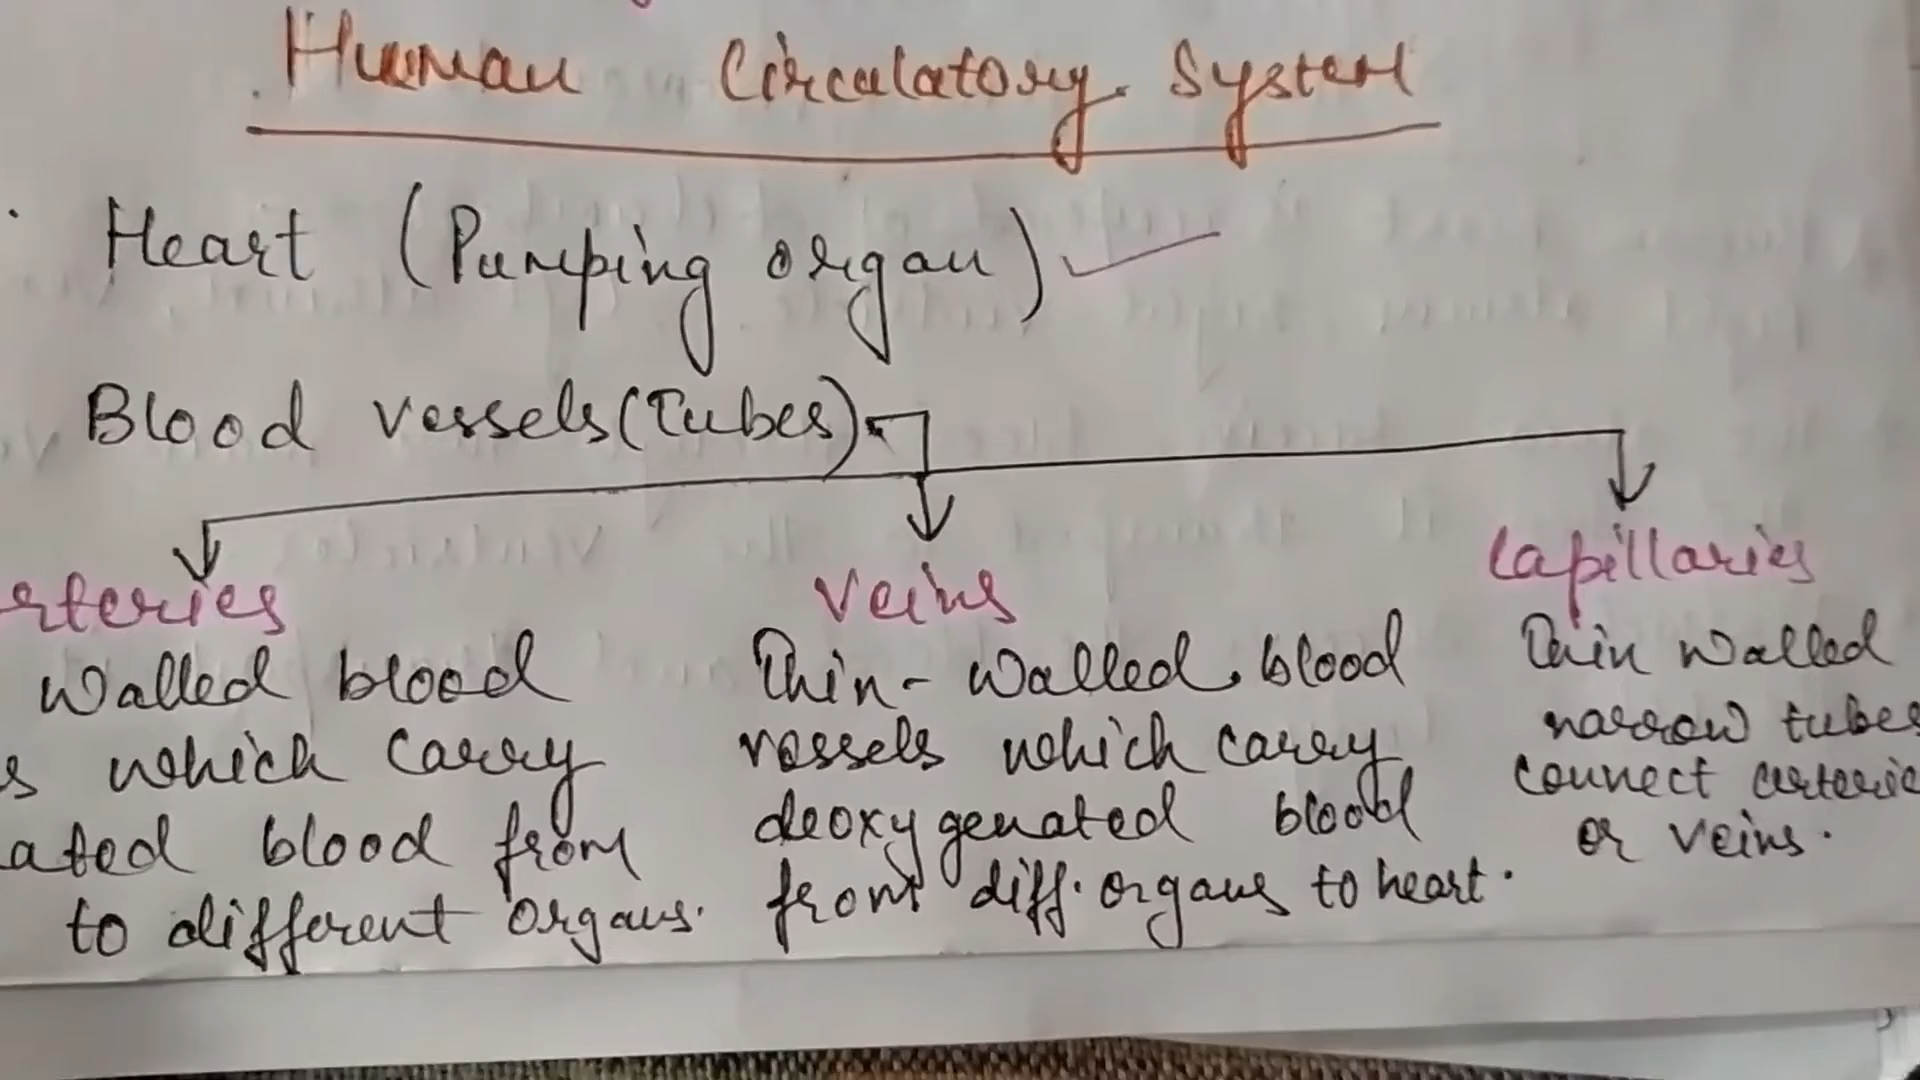 Human Circulatory System
Heart (Pumping organ)
Blood vessels (Tubes)
rteries
Walled blood
s which carry
ated blood from
to different organs.
Veins
Thin-walled blood
vessels which carry
deoxygenated blood
from diff. organs to heart.
Capillaries
Thin walled
narrow tubes
connect arterie
or veins.